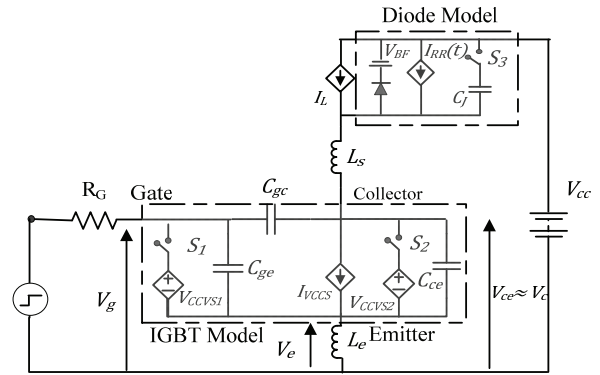 Diode Model
V_BF
I_RR(t)
S_3
I_L
C_J
L_s
V_cc
C_gc
R_G
Gate
Collector
S_1
C_ge
V_CCVS1
I_VCCS
S_2
V_CCVS2
C_ce
V_g
V_ce≈ V_c
IGBT Model
Emitter
V_e
L_e